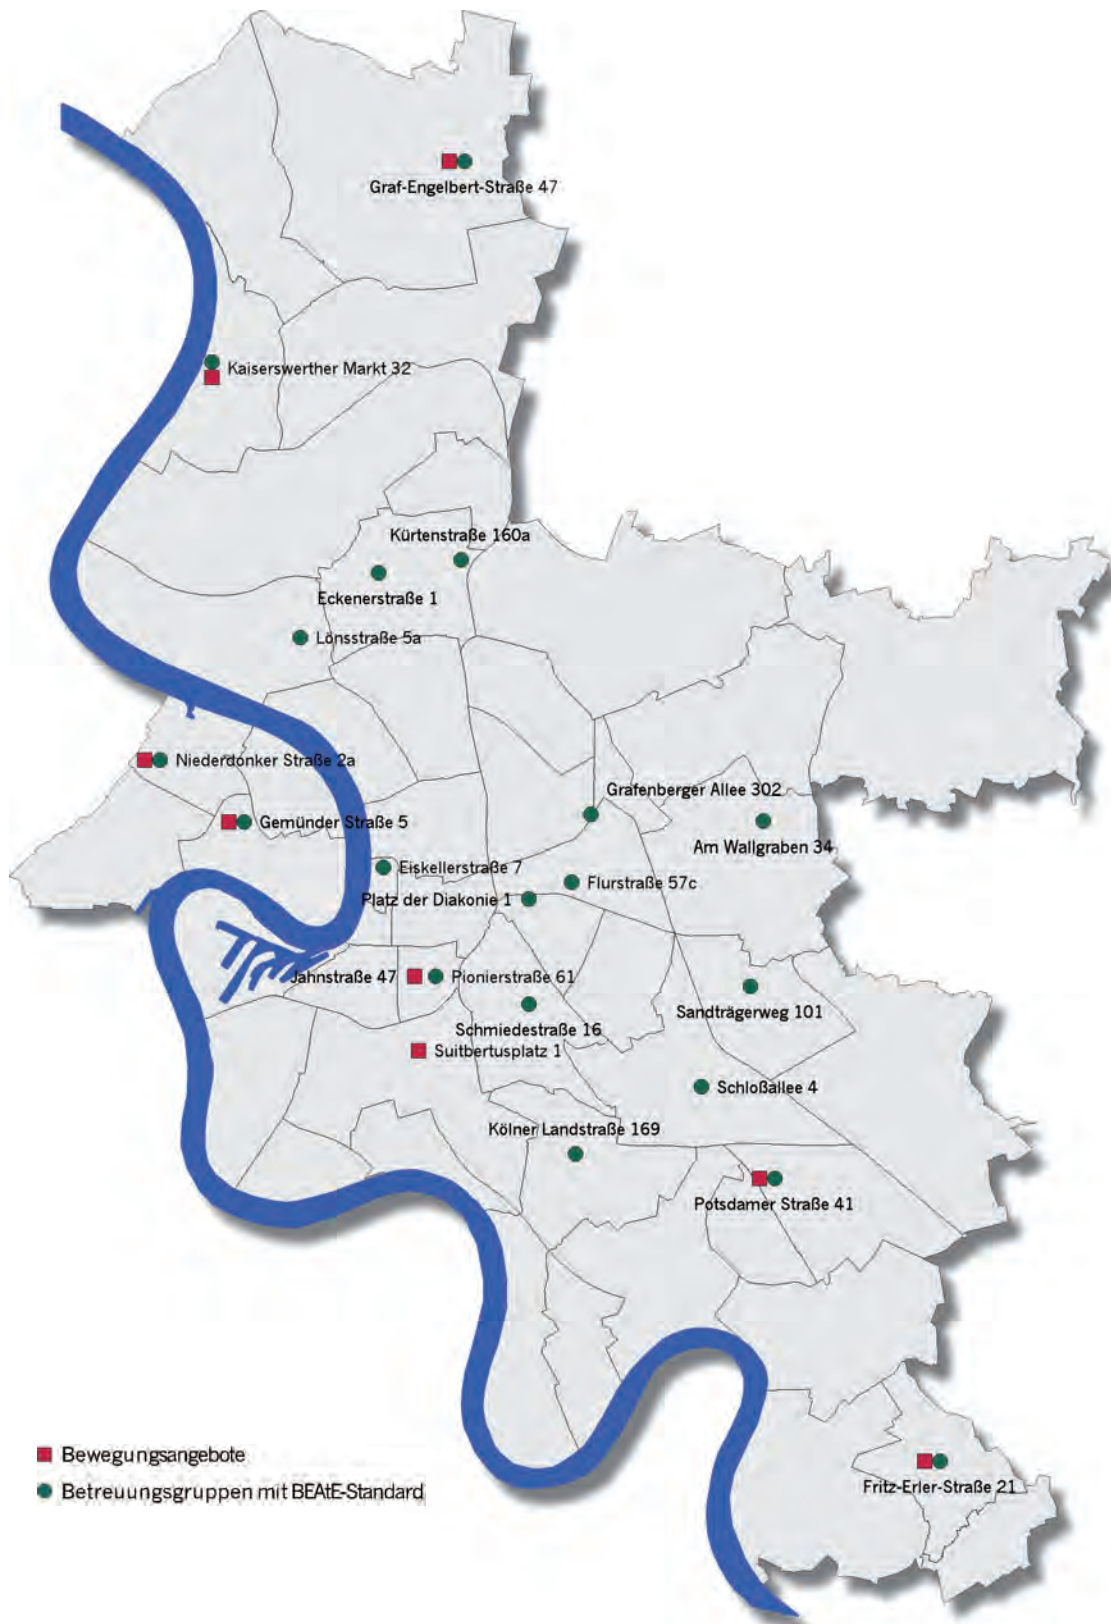 Graf-Engelbert-Straße 47
Kaiserswerther Markt 32
Kürtenstraße 160a
Eckenerstraße 1
Lönsstraße 5a
Niederdonker Straße 2a
Grafenberger Allee 302
Gemünder Straße 5
Am Wallgraben 34
Eiskellerstraße 7
Flurstraße 57c
Platz der Diakonie 1
Jahnstraße 47
Pionierstraße 61
Sandträgerweg 101
Schmiedestraße 16
Suitbertusplatz 1
Schloßallee 4
Kölner Landstraße 169
Potsdamer Straße 41
Bewegungsangebote
Fritz-Erler-Straße 21
Betreuungsgruppen mit BEAtE-Standard